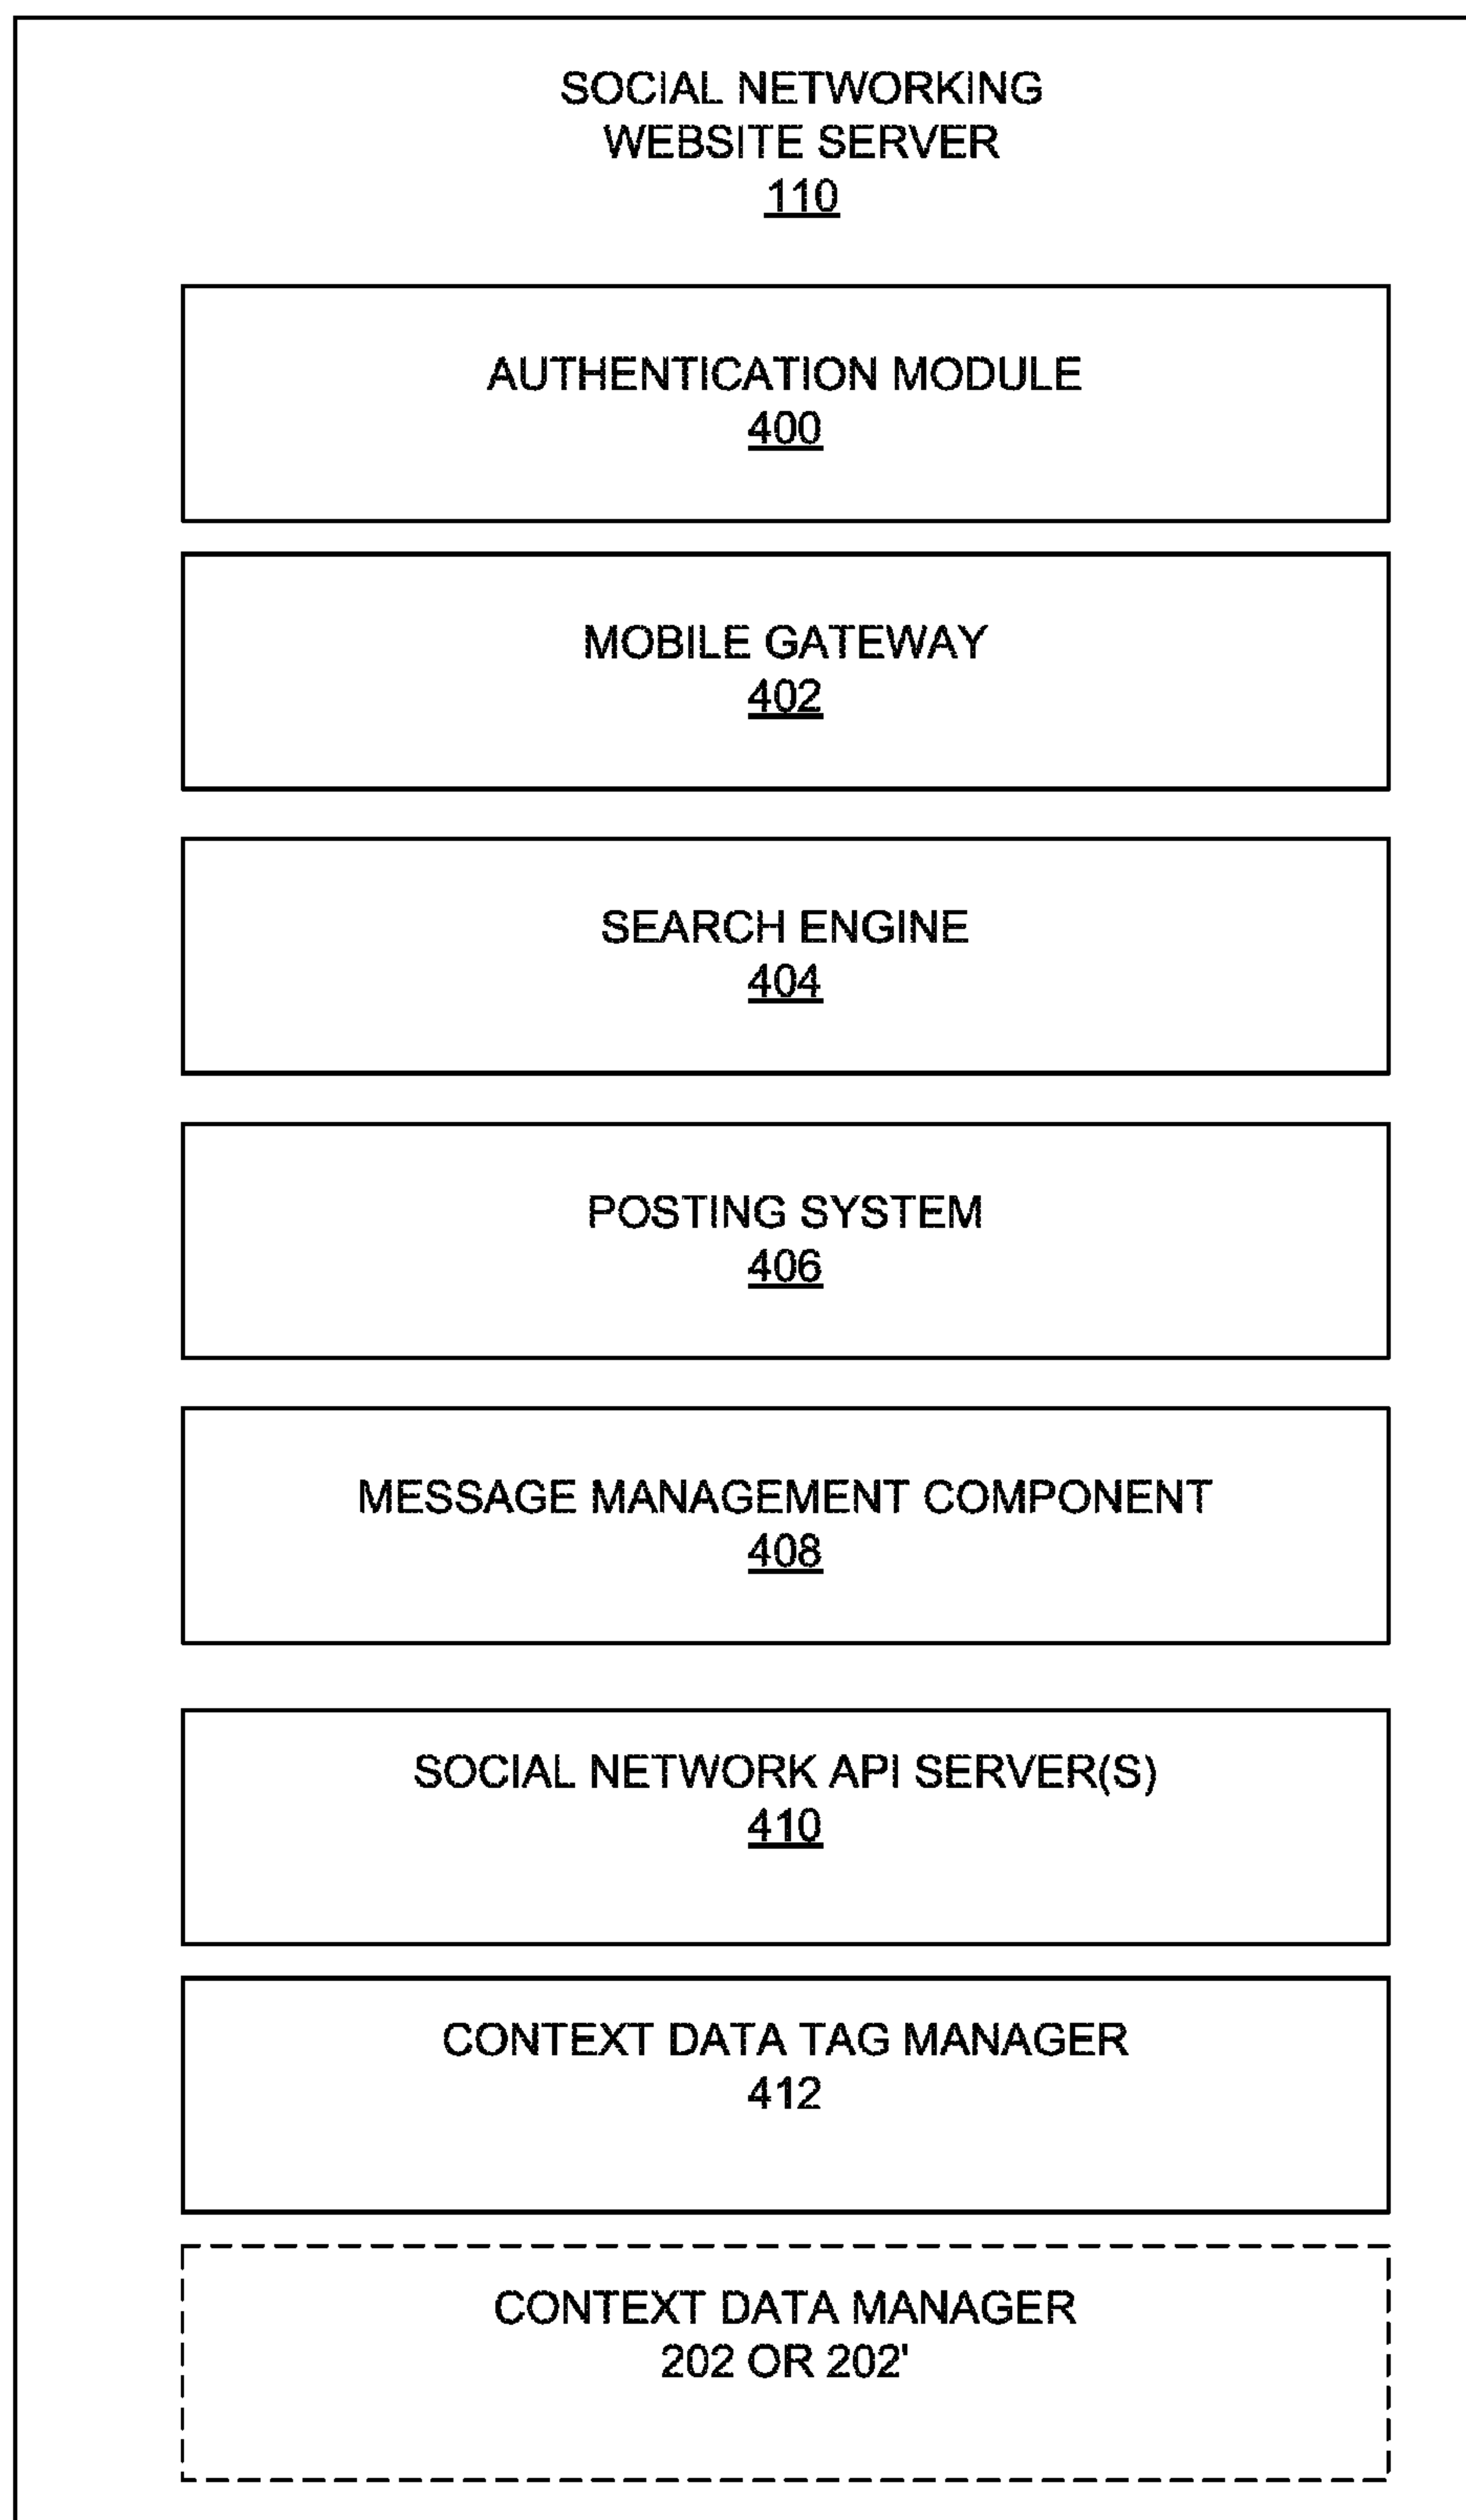 SOCIAL NETWORKING
WEBSITE SERVER
110
AUTHENTICATION MODULE
400
MOBILE GATEWAY
402
SEARCH ENGINE
404
POSTING SYSTEM
406
MESSAGE MANAGEMENT COMPONENT
408
SOCIAL NETWORK API SERVER(S)
410
CONTEXT DATA TAG MANAGER
412
CONTEXT DATA MANAGER
202 OR 202'